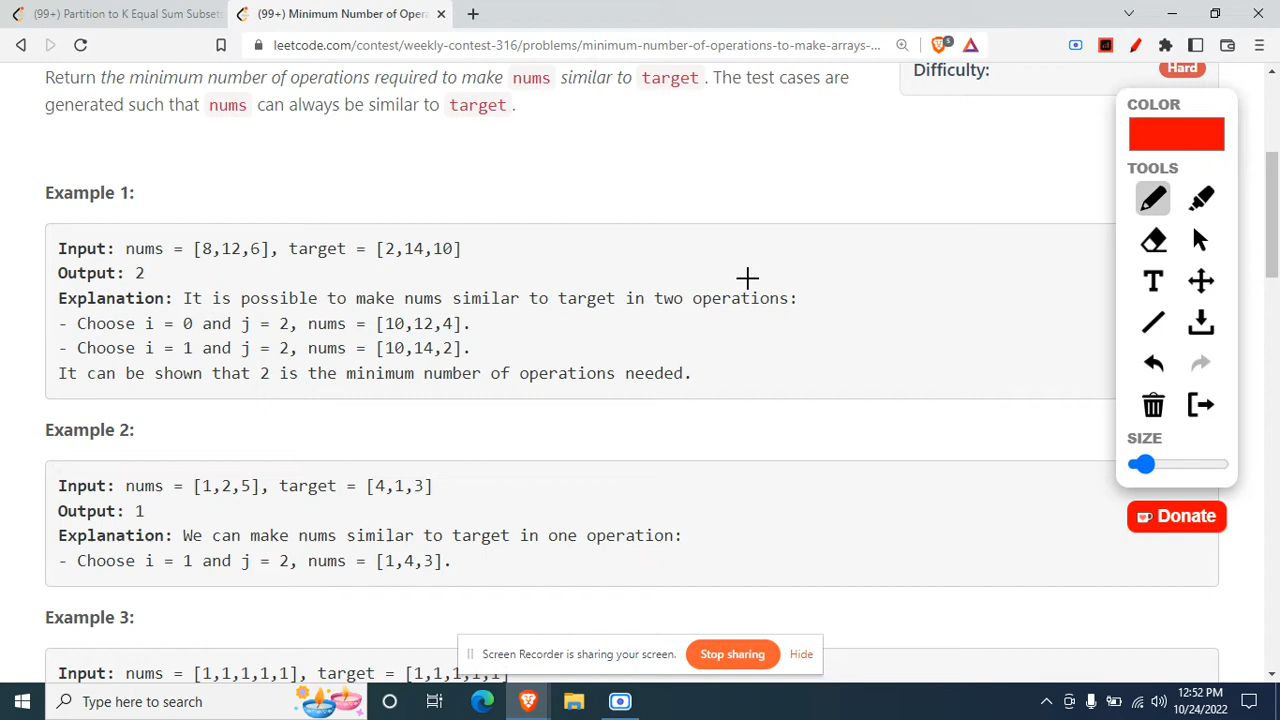 (99+) Partition to K Equal Sum Subsets
(99+) Minimum Number of Opera
leetcode.com/contest/weekly-contest-316/problems/minimum-number-of-operations-to-make-arrays-...
5
Return the minimum number of operations required to make nums similar to target. The test cases are
generated such that nums can always be similar to target.
Difficulty: Hard
Example 1:
Input: nums = [8,12,6], target = [2,14,10]
Output: 2
Explanation: It is possible to make nums similar to target in two operations:
- Choose i = 0 and j = 2, nums = [10,12,4].
- Choose i = 1 and j = 2, nums = [10,14,2].
It can be shown that 2 is the minimum number of operations needed.
Example 2:
Input: nums = [1,2,5], target = [4,1,3]
Output: 1
Explanation: We can make nums similar to target in one operation:
- Choose i = 1 and j = 2, nums = [1,4,3].
Example 3:
Input: nums = [1,1,1,1,1], target = [1,1,1,1,1]
COLOR
TOOLS
SIZE
Donate
Screen Recorder is sharing your screen.
Stop sharing
Hide
Type here to search
12:52 PM
10/24/2022